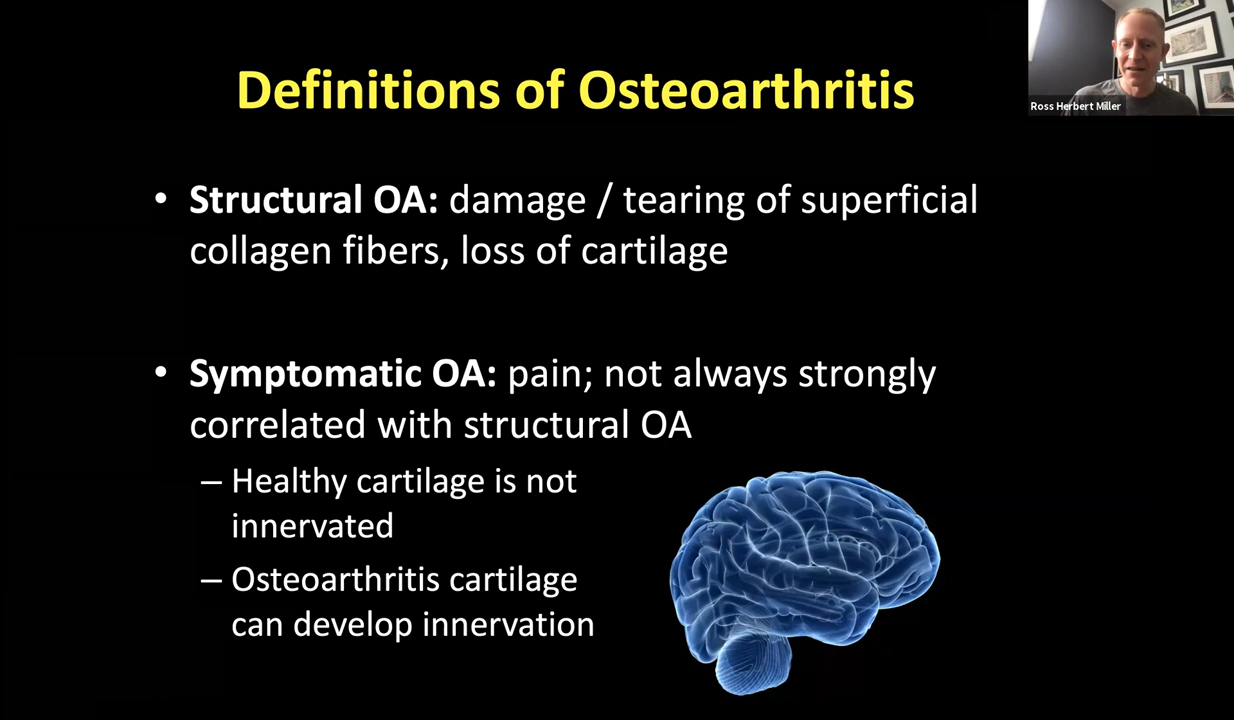 Definitions of Osteoarthritis
Ross Herbert Miller
• Structural OA: damage / tearing of superficial
collagen fibers, loss of cartilage
• Symptomatic OA: pain; not always strongly
correlated with structural OA
– Healthy cartilage is not
innervated
– Osteoarthritis cartilage
can develop innervation